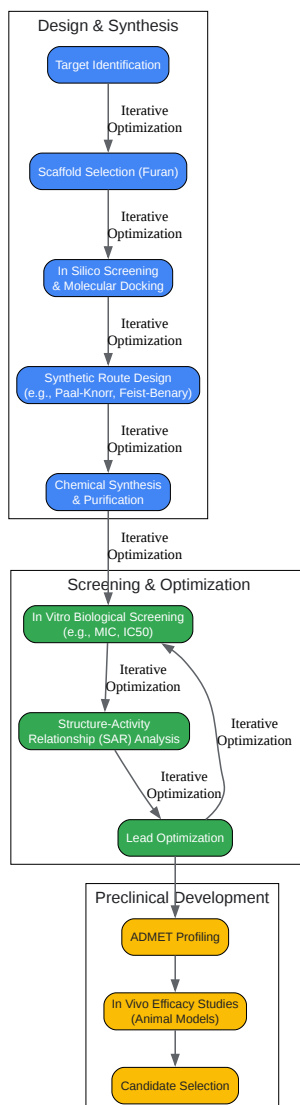 Design & Synthesis
Target Identification
Iterative
Optimization
Scaffold Selection (Furan)
Iterative
Optimization
In Silico Screening
& Molecular Docking
Iterative
Optimization
Synthetic Route Design
(e.g., Paal-Knorr, Feist-Benary)
Iterative
Optimization
Chemical Synthesis
& Purification
Iterative
Optimization
Screening & Optimization
In Vitro Biological Screening
(e.g., MIC, IC50)
Iterative
Optimization
Structure-Activity
Relationship (SAR) Analysis
Iterative
Optimization
Iterative
Optimization
Lead Optimization
Preclinical Development
ADMET Profiling
In Vivo Efficacy Studies
(Animal Models)
Candidate Selection